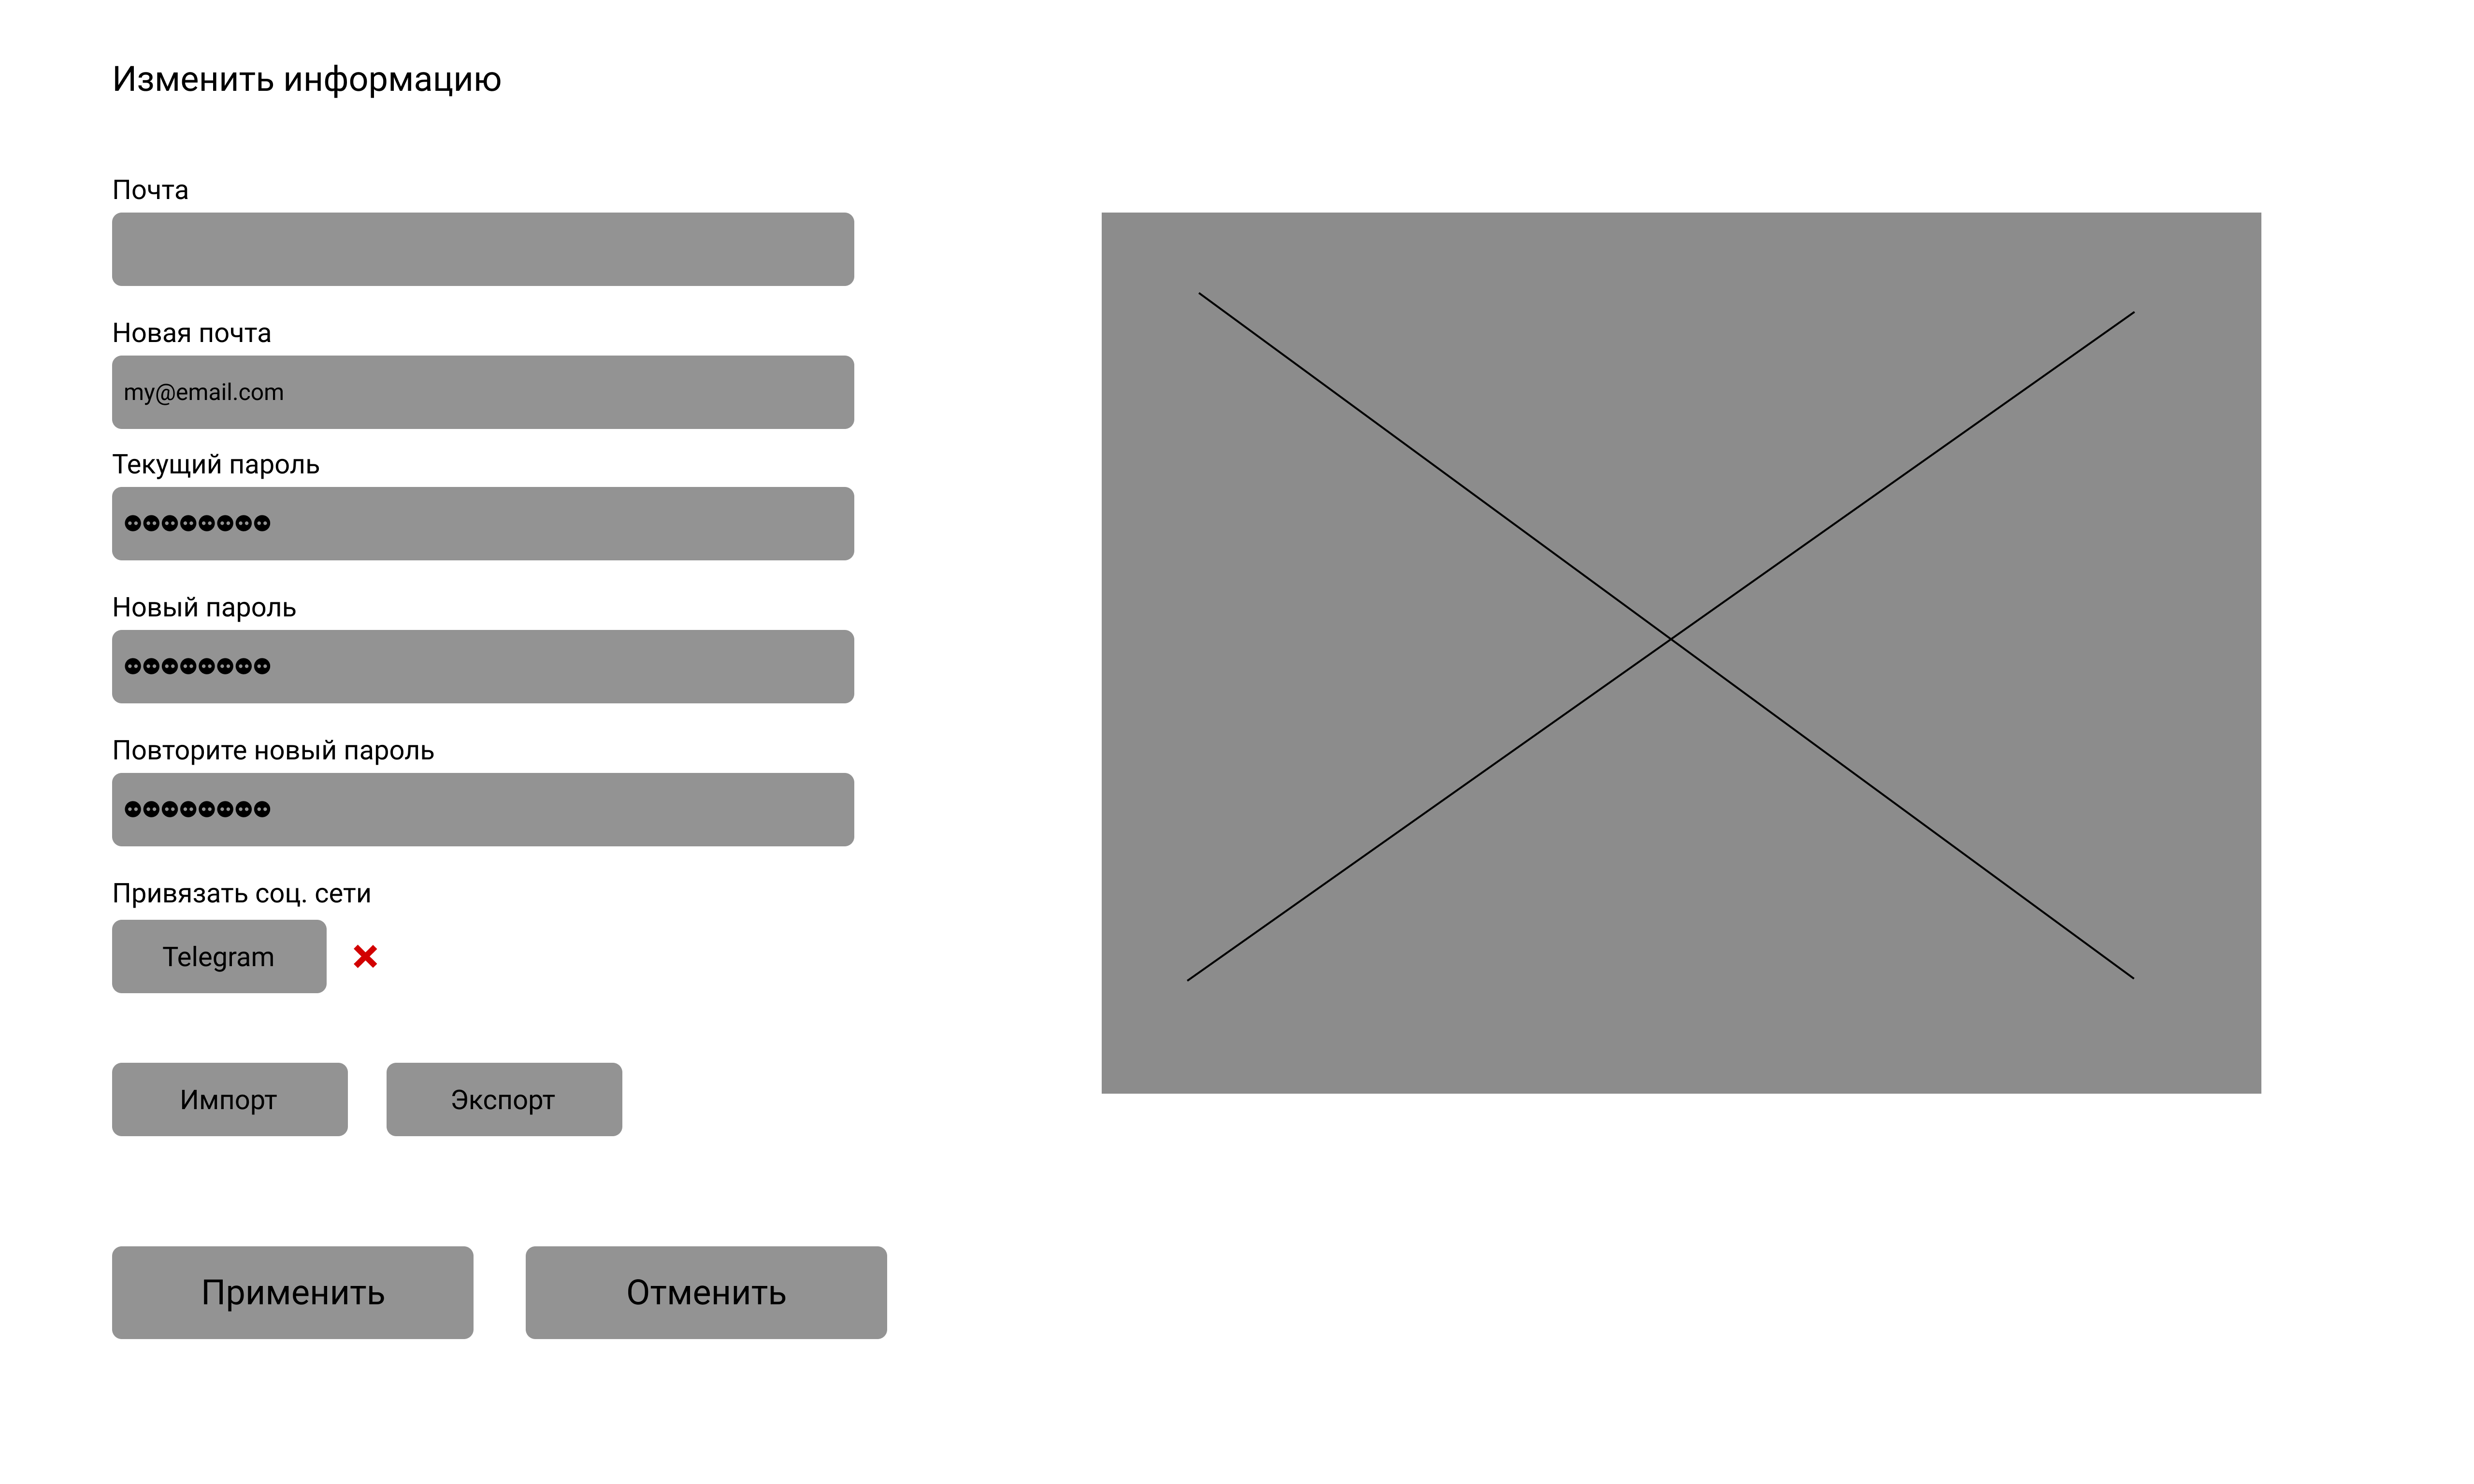 Изменить информацию
Почта
Новая почта
my@email.com
Текущий пароль
Новый пароль
Повторите новый пароль
Привязать соц. сети
Telegram
Импорт
Экспорт
Применить
Отменить